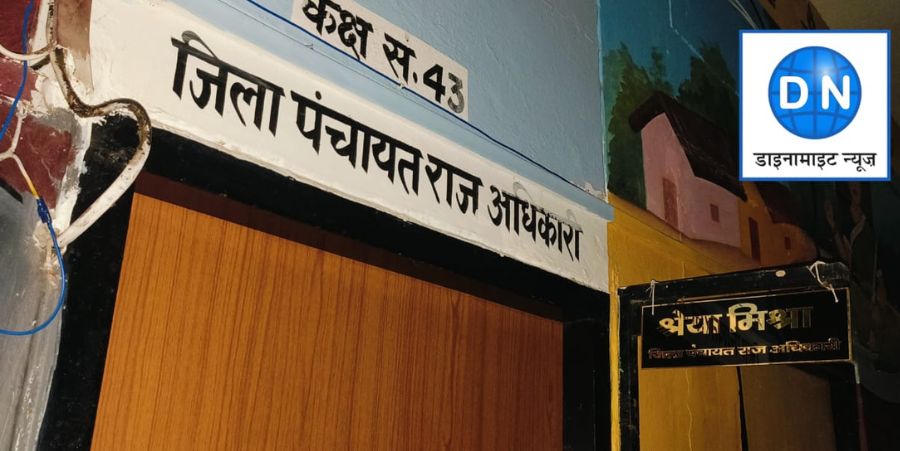 कक्ष सं. 43
जिला पंचायत राज अधिकारी
DN
डाइनामाइट न्यूज़
श्रेया मिश्रा
जिला पंचायत राज अधिकारी